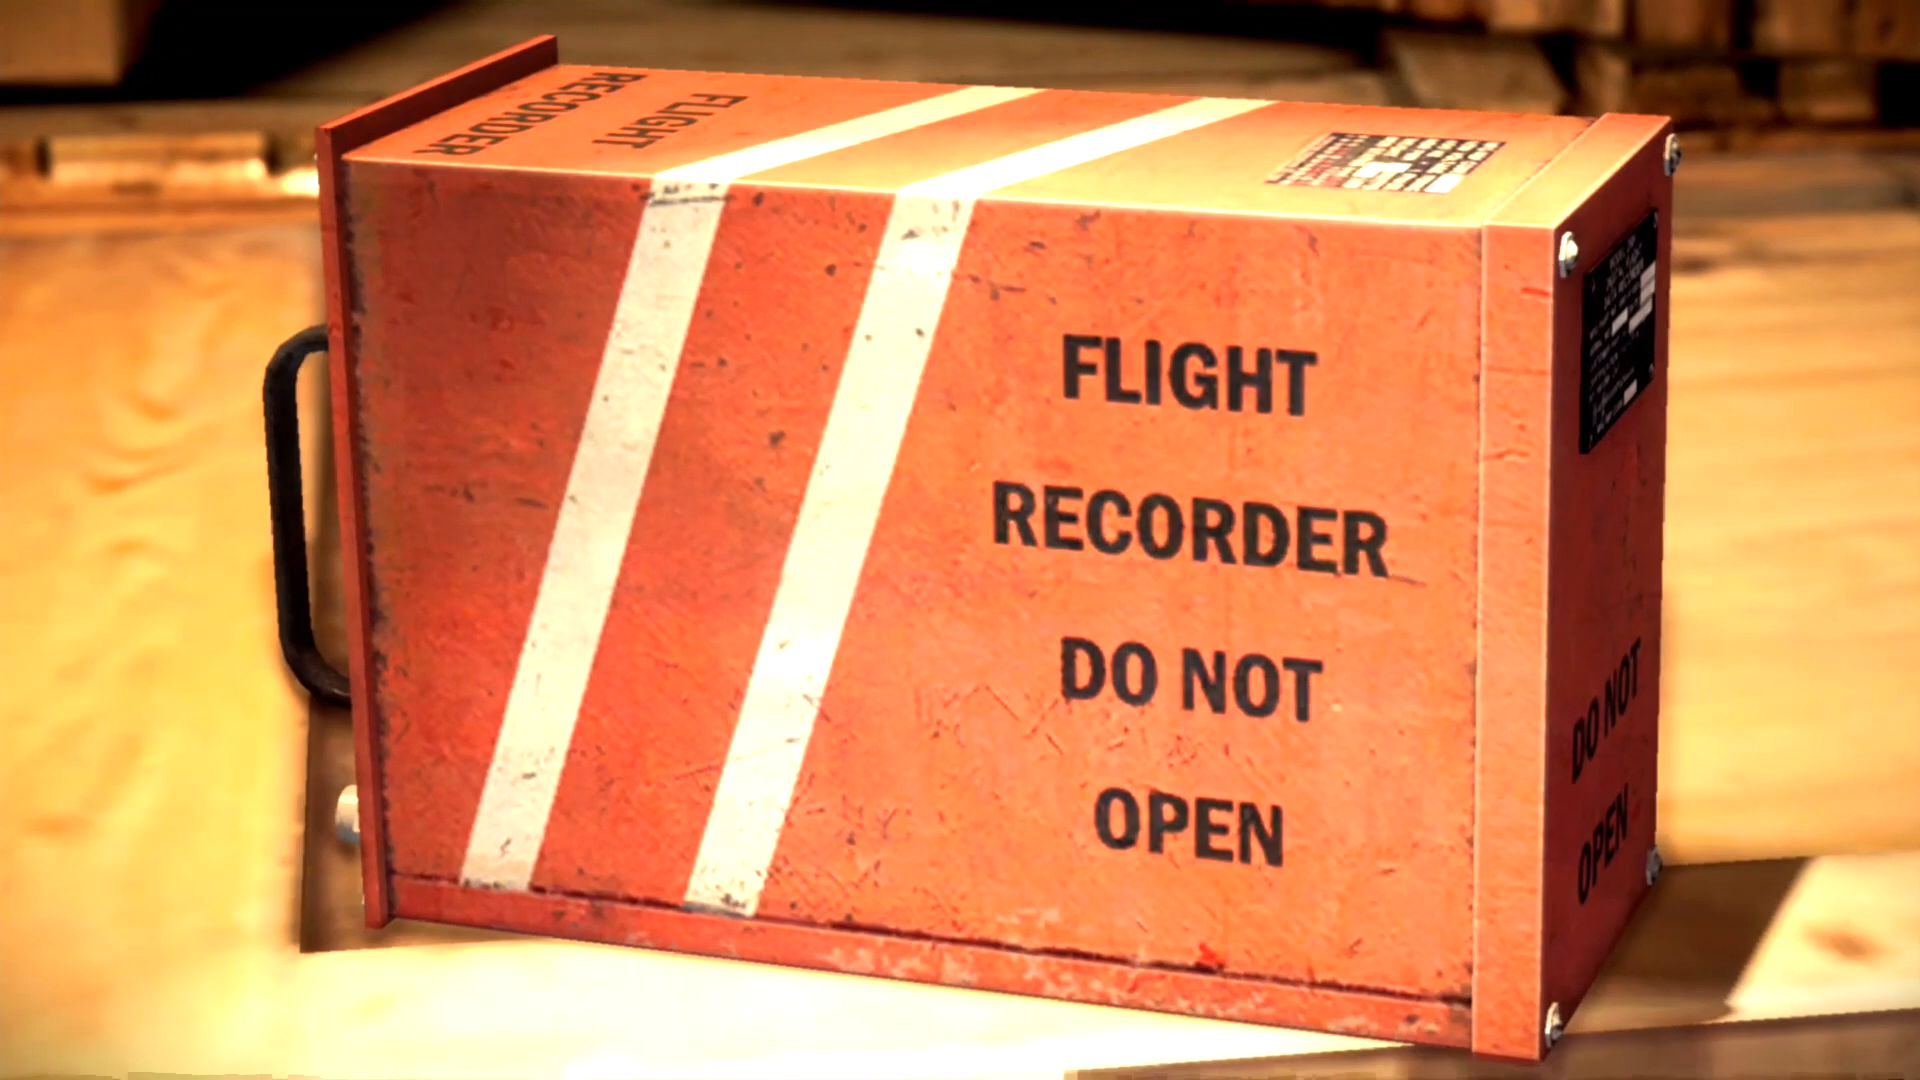 FLIGHT
RECORDER
FLIGHT
RECORDER
DO NOT
OPEN
DO NOT
OPEN